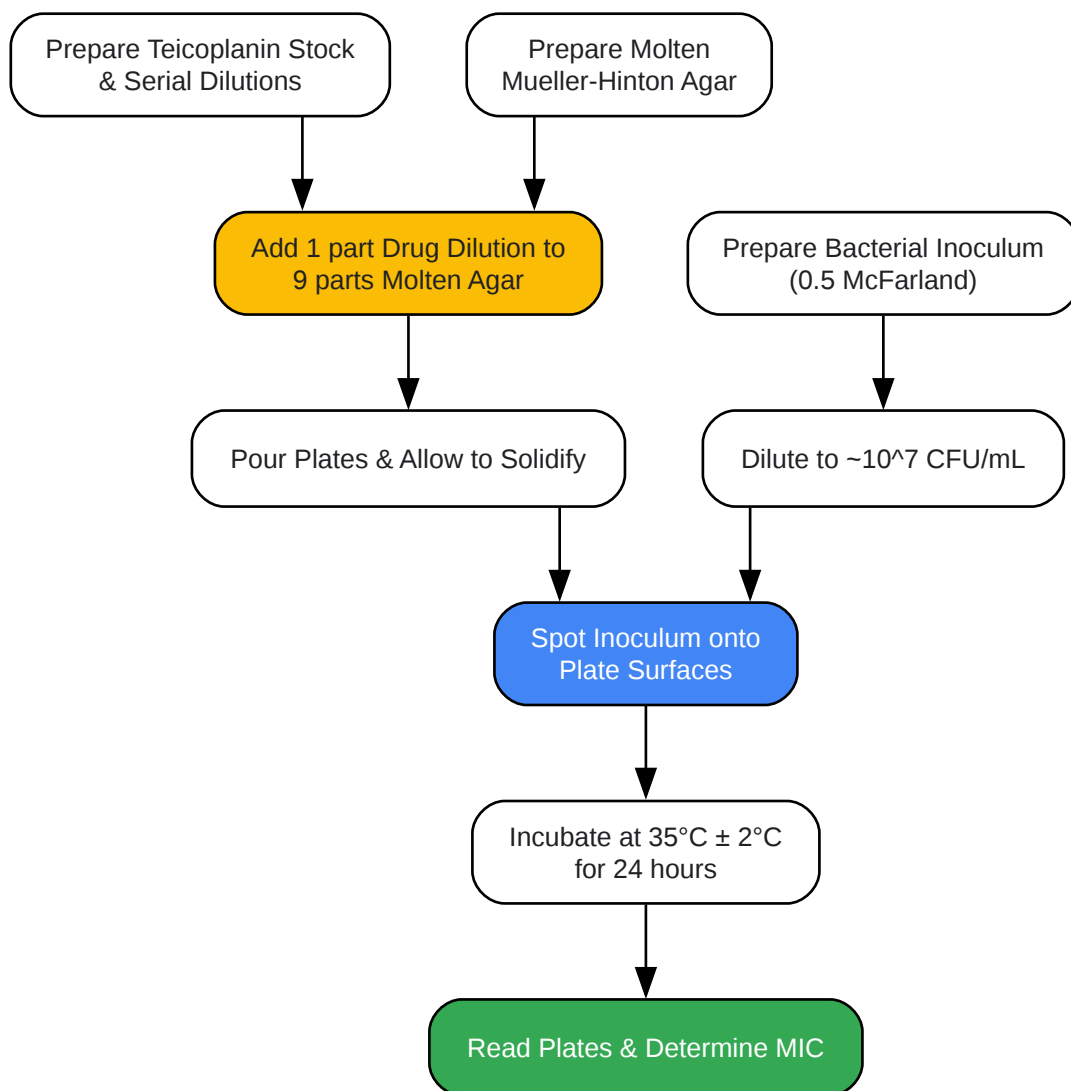 Prepare Teicoplanin Stock
& Serial Dilutions
Prepare Molten
Mueller-Hinton Agar
Add 1 part Drug Dilution to
9 parts Molten Agar
Prepare Bacterial Inoculum
(0.5 McFarland)
Pour Plates & Allow to Solidify
Dilute to ~10^7 CFU/mL
Spot Inoculum onto
Plate Surfaces
Incubate at 35°C ± 2°C
for 24 hours
Read Plates & Determine MIC